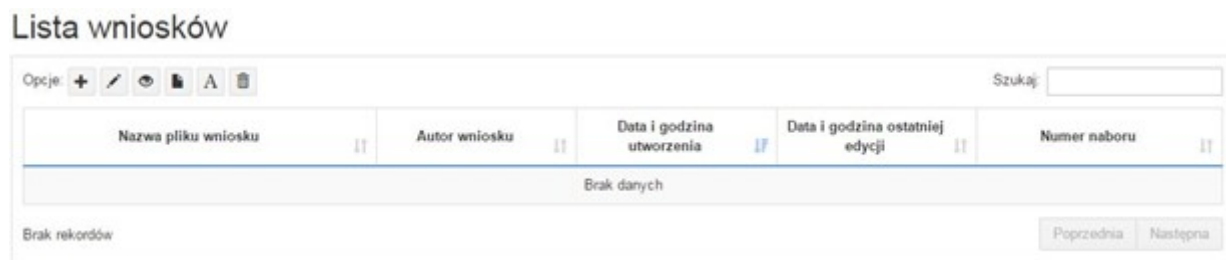 Lista wniosków
Opcje: A Szukaj:
Nazwa pliku wniosku Autor wniosku Data i godzina utworzenia Data i godzina ostatniej edycji Numer naboru
Brak danych
Brak rekordów Poprzednia Następna